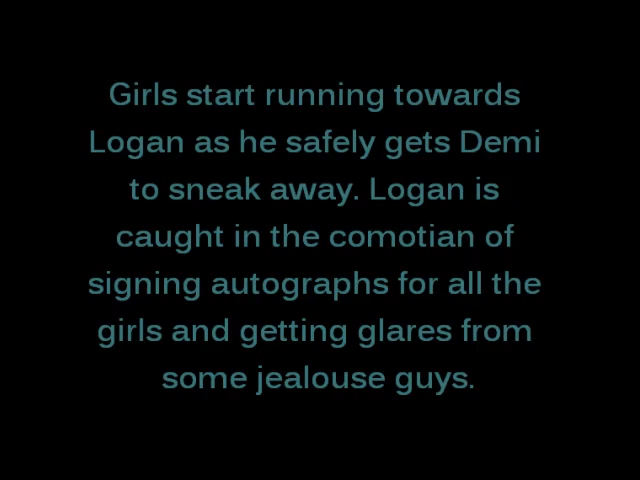 Girls start running towards
Logan as he safely gets Demi
to sneak away. Logan is
caught in the comotian of
signing autographs for all the
girls and getting glares from
some jealouse guys.